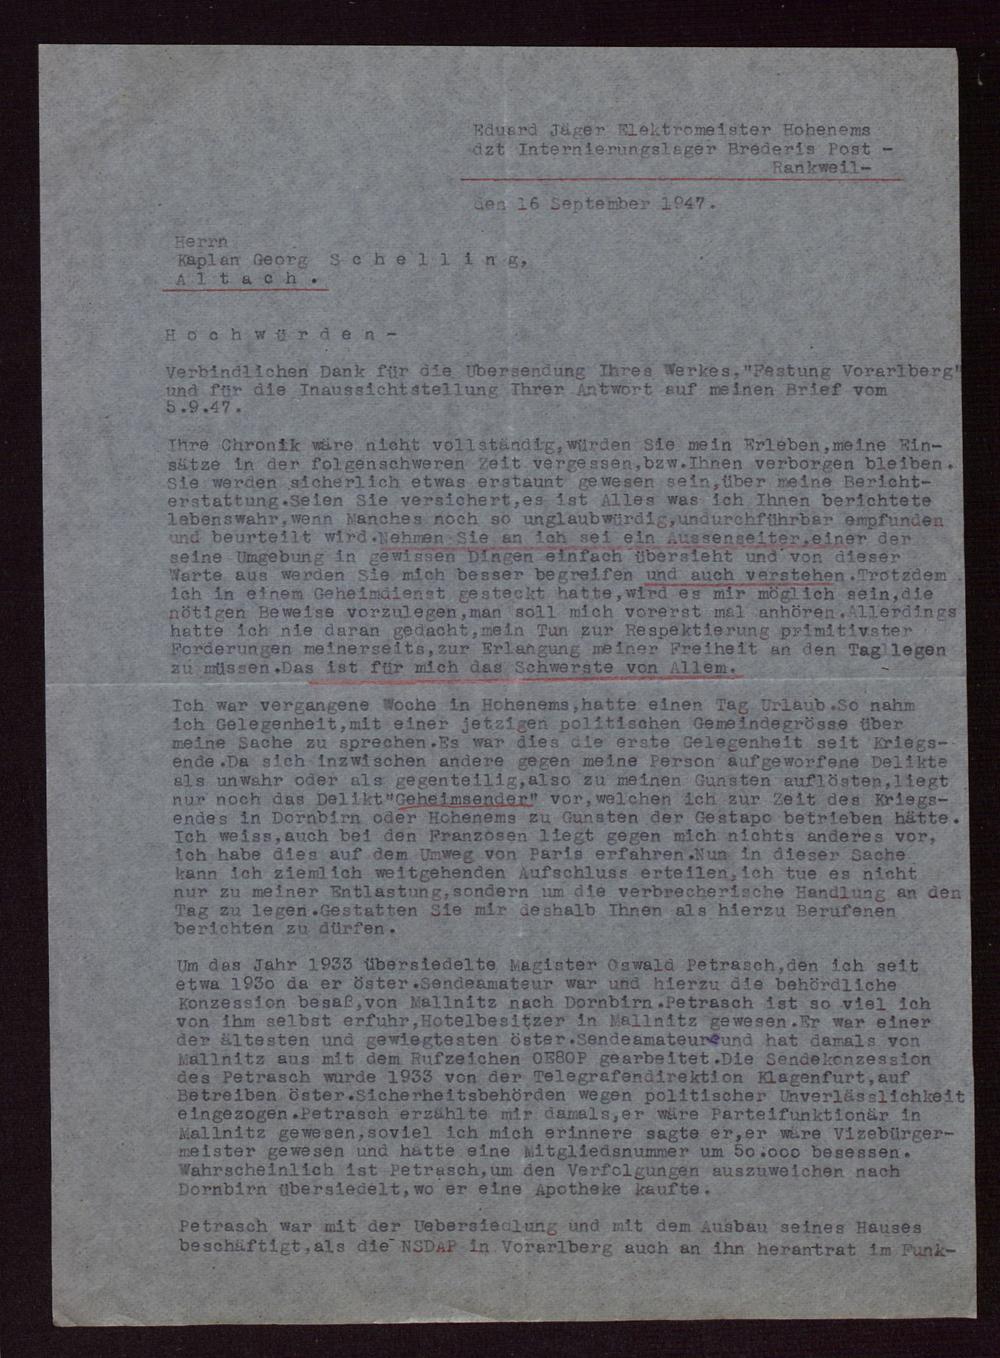 Eduard Jäger Elektromeister Hohenems
dzt Internierungslager Brederis Post -
Rankweil-
den 16 September 1947.
Herrn
Kaplan Georg S c h e l l i n g,
A l t a c h .
H o c h w ü r d e n -
Verbindlichen Dank für die Ubersendung Ihres Werkes,"Festung Vorarlberg"
und für die Inaussichtstellung Ihrer Antwort auf meinen Brief vom
5.9.47.
Ihre Chronik wäre nicht vollständig,würden Sie mein Erleben,meine Ein-
sätze in der folgenschweren Zeit vergessen,bzw.Ihnen verborgen bleiben.
Sie werden sicherlich etwas erstaunt gewesen sein,über meine Bericht-
erstattung.Seien Sie versichert,es ist Alles was ich Ihnen berichtete
lebenswahr,wenn Manches noch so unglaubwürdig,undurchführbar empfunden
und beurteilt wird.Nehmen Sie an ich sei ein Aussenseiter,einer der
seine Umgebung in gewissen Dingen einfach übersieht und von dieser
Warte aus werden Sie mich besser begreifen und auch verstehen.Trotzdem
ich in einem Geheimdienst gesteckt hatte,wird es mir möglich sein,die
nötigen Beweise vorzulegen,man soll mich vorerst mal anhören.Allerdings
hatte ich nie daran gedacht,mein Tun zur Respektierung primitivster
Forderungen meinerseits,zur Erlangung meiner Freiheit an den Tag legen
zu müssen.Das ist für mich das Schwerste von Allem.
Ich war vergangene Woche in Hohenems,hatte einen Tag Urlaub.So nahm
ich Gelegenheit,mit einer jetzigen politischen Gemeindegrösse über
meine Sache zu sprechen.Es war dies die erste Gelegenheit seit Kriegs-
ende.Da sich inzwischen andere gegen meine Person aufgeworfene Delikte
als unwahr oder als gegenteilig,also zu meinen Gunsten auflösten,liegt
nur noch das Delikt"Geheimsender" vor,welchen ich zur Zeit des Kriegs-
endes in Dornbirn oder Hohenems zu Gunsten der Gestapo betrieben hätte.
Ich weiss,auch bei den Franzosen liegt gegen mich nichts anderes vor,
ich habe dies auf dem Umweg von Paris erfahren.Nun in dieser Sache
kann ich ziemlich weitgehenden Aufschluss erteilen,ich tue es nicht
nur zu meiner Entlastung,sondern um die verbrecherische Handlung an den
Tag zu legen.Gestatten Sie mir deshalb Ihnen als hierzu Berufenen
berichten zu dürfen.
Um das Jahr 1933 übersiedelte Magister Oswald Petrasch,den ich seit
etwa 193o da er öster.Sendeamateur war und hierzu die behördliche
Konzession besaß,von Mallnitz nach Dornbirn.Petrasch ist so viel ich
von ihm selbst erfuhr,Hotelbesitzer in Mallnitz gewesen.Er war einer
der ältesten und gewiegtesten öster.Sendeamateure und hat damals von
Mallnitz aus mit dem Rufzeichen OE8OP gearbeitet.Die Sendekonzession
des Petrasch wurde 1933 von der Telegrafendirektion Klagenfurt,auf
Betreiben öster.Sicherheitsbehörden wegen politischer Unverlässlichkeit
eingezogen.Petrasch erzählte mir damals,er wäre Parteifunktionär in
Mallnitz gewesen,soviel ich mich erinnere sagte er,er wäre Vizebürger-
meister gewesen und hätte eine Mitgliedsnummer um 5o.ooo besessen.
Wahrscheinlich ist Petrasch,um den Verfolgungen auszuweichen nach
Dornbirn übersiedelt,wo er eine Apotheke kaufte.
Petrasch war mit der Uebersiedlung und mit dem Ausbau seines Hauses
beschäftigt,als die NSDAP in Vorarlberg auch an ihn herantrat im Funk-